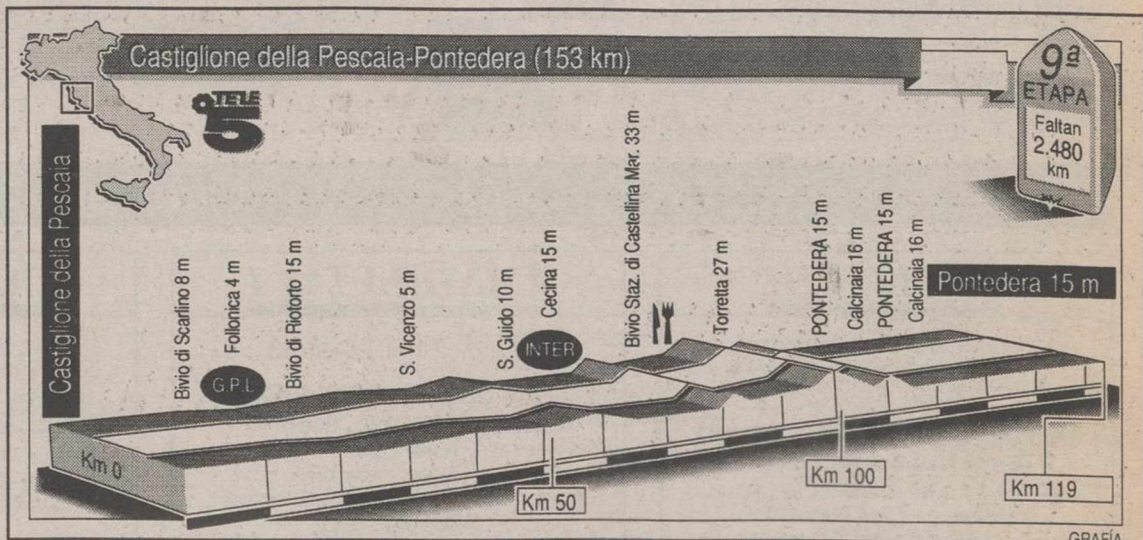 Castiglione della Pescaia-Pontedera (153 km)
TELE
5
9ª
ETAPA
Faltan
2.480
km
Castiglione della Pescaia
Bivio di Scarlino 8 m
Follonica 4 m
G.P.L
Bivio di Riotorto 15 m
S. Vicenzo 5 m
S. Guido 10 m
INTER
Cecina 15 m
Bivio Staz. di Castellina Mar. 33 m
Torretta 27 m
PONTEDERA 15 m
Calcinaia 16 m
PONTEDERA 15 m
Calcinaia 16 m
Pontedera 15 m
Km 0
Km 50
Km 100
Km 119
GRAFÍA